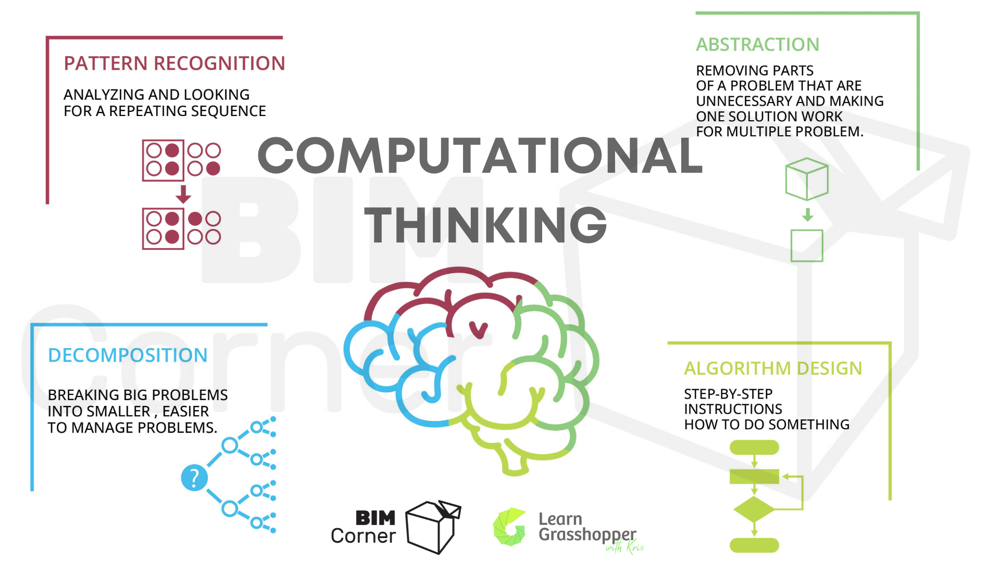 PATTERN RECOGNITION
ANALYZING AND LOOKING
FOR A REPEATING SEQUENCE
ABSTRACTION
REMOVING PARTS
OF A PROBLEM THAT ARE
UNNECESSARY AND MAKING
ONE SOLUTION WORK
FOR MULTIPLE PROBLEM.
COMPUTATIONAL
THINKING
BIM
Corner
DECOMPOSITION
BREAKING BIG PROBLEMS
INTO SMALLER , EASIER
TO MANAGE PROBLEMS.
?
ALGORITHM DESIGN
STEP-BY-STEP
INSTRUCTIONS
HOW TO DO SOMETHING
BIM
Corner
Learn
Grasshopper
with Kris